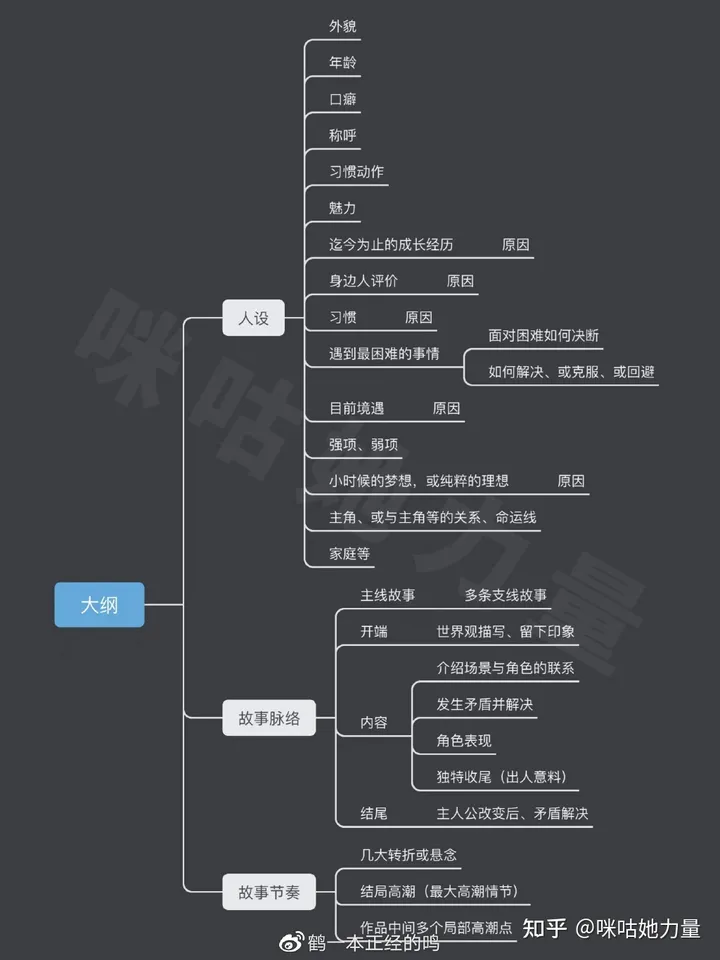 外貌
年龄
口癖
称呼
习惯动作
魅力
迄今为止的成长经历 原因
身边人评价 原因
人设
习惯 原因
遇到最困难的事情
面对困难如何决断
如何解决、或克服、或回避
目前境遇 原因
强项、弱项
小时候的梦想，或纯粹的理想 原因
主角、或与主角等的关系、命运线
家庭等
大纲
主线故事 多条支线故事
开端 世界观描写、留下印象
故事脉络
内容
介绍场景与角色的联系
发生矛盾并解决
角色表现
独特收尾（出人意料）
结尾 主人公改变后、矛盾解决
故事节奏
几大转折或悬念
结局高潮（最大高潮情节）
作品中间多个局部高潮点
咪咕她力量
知乎 @咪咕她力量
鹤一本正经的鸣